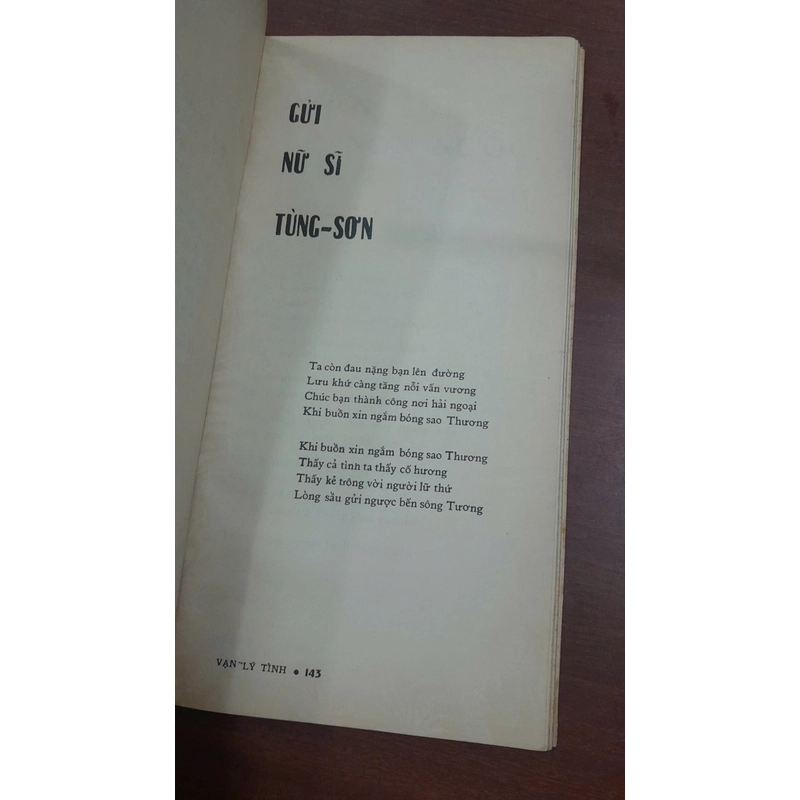 GỬI
NỮ SĨ
TÙNG-SƠN
Ta còn đau nặng bạn lên đường
Lưu khứ càng tăng nỗi vấn vương
Chúc bạn thành công nơi hải ngoại
Khi buồn xin ngắm bóng sao Thương
Khi buồn xin ngắm bóng sao Thương
Thấy cả tình ta thấy cố hương
Thấy kẻ trông vời người lữ thứ
Lòng sầu gửi ngược bến sông Tương
VẠN LÝ TÌNH • 143